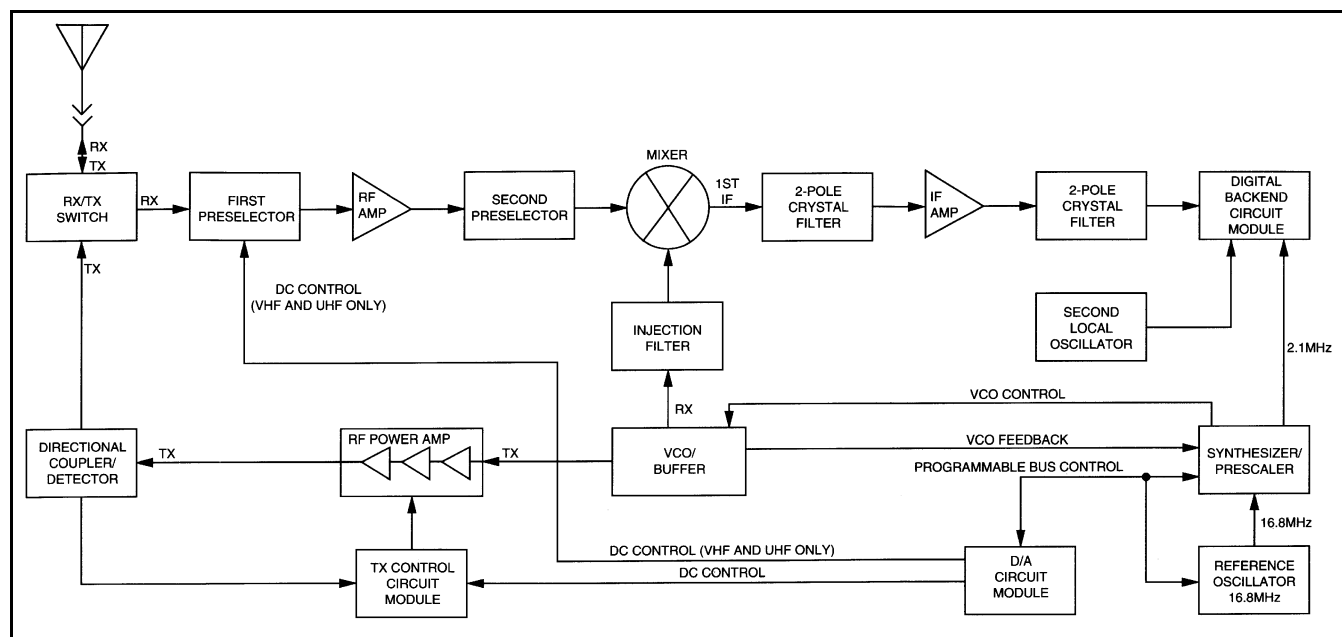 RX
TX
RX/TX
SWITCH
RX
FIRST
PRESELECTOR
RF
AMP
SECOND
PRESELECTOR
MIXER
1ST
IF
2-POLE
CRYSTAL
FILTER
IF
AMP
2-POLE
CRYSTAL
FILTER
DIGITAL
BACKEND
CIRCUIT
MODULE
TX
DC CONTROL
(VHF AND UHF ONLY)
INJECTION
FILTER
SECOND
LOCAL
OSCILLATOR
2.1MHz
RX
VCO CONTROL
DIRECTIONAL
COUPLER/
DETECTOR
TX
RF POWER AMP
TX
VCO/
BUFFER
VCO FEEDBACK
SYNTHESIZER/
PRESCALER
PROGRAMMABLE BUS CONTROL
16.8MHz
DC CONTROL (VHF AND UHF ONLY)
DC CONTROL
TX CONTROL
CIRCUIT
MODULE
D/A
CIRCUIT
MODULE
REFERENCE
OSCILLATOR
16.8MHz